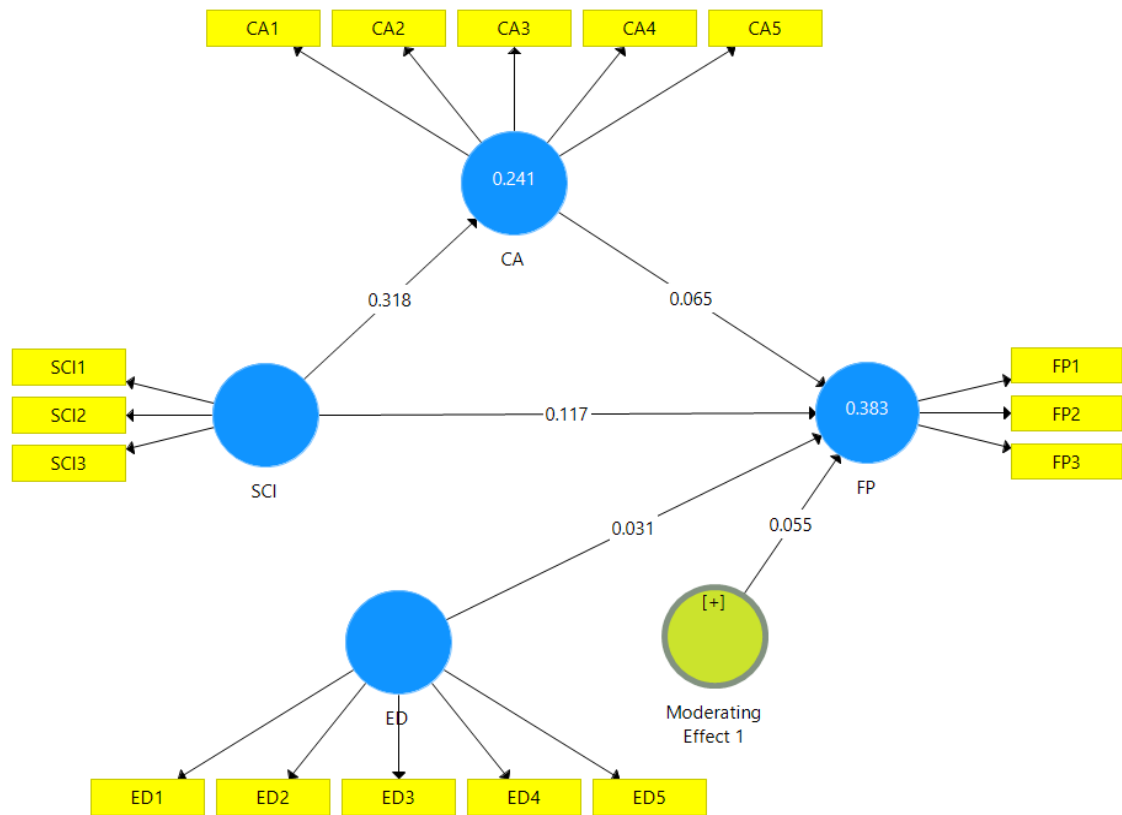 CA1
CA2
CA3
CA4
CA5
0.241
CA
0.318
0.065
SCI1
SCI2
SCI3
SCI
0.117
0.383
FP
FP1
FP2
FP3
0.031
0.055
[+]
Moderating
Effect 1
ED
ED1
ED2
ED3
ED4
ED5